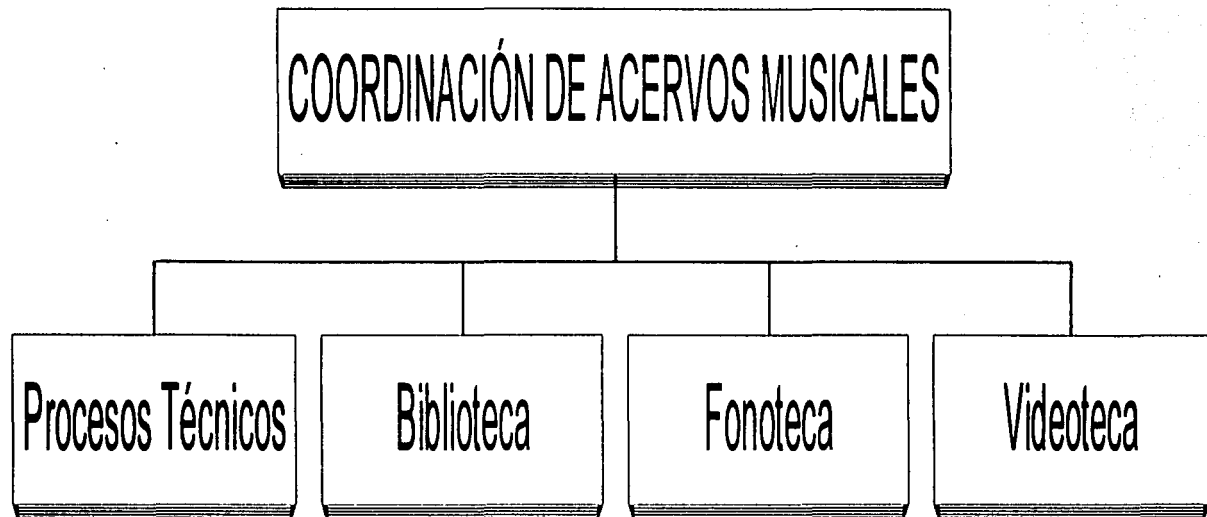 COORDINACIÓN DE ACERVOS MUSICALES
Procesos Técnicos
Biblioteca
Fonoteca
Videoteca